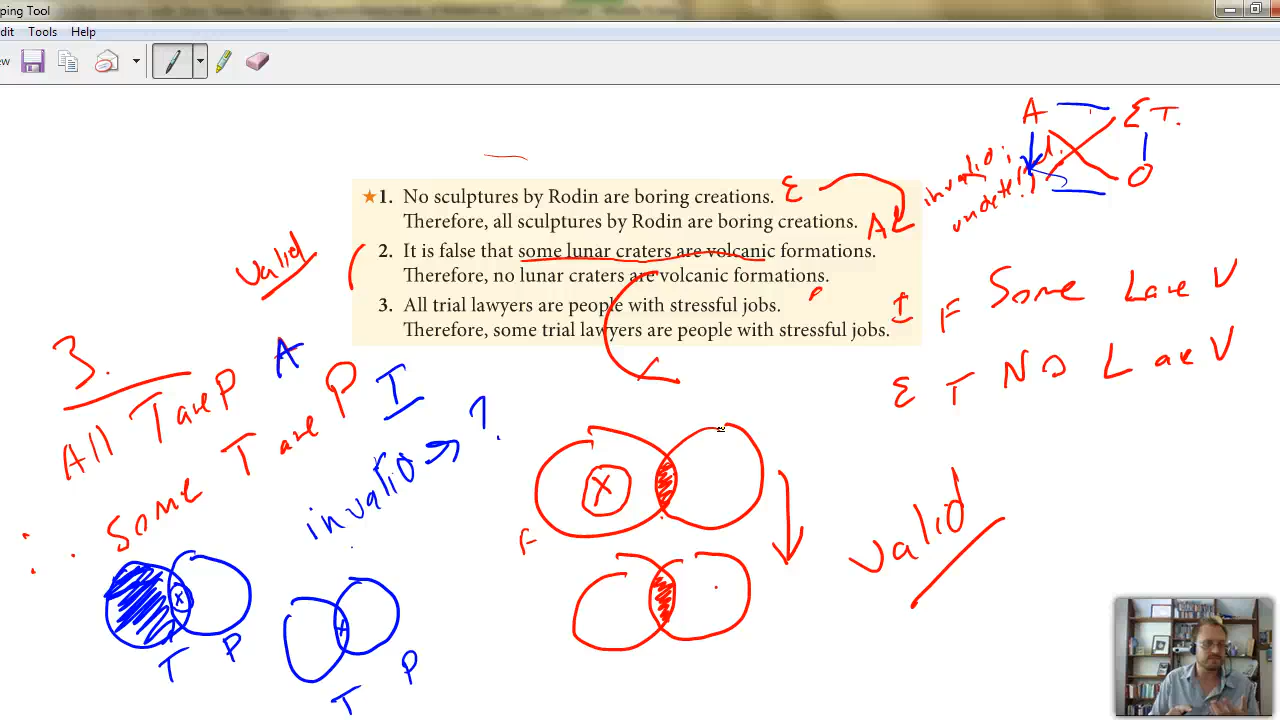 ping Tool
dit Tools Help
ew
★1. No sculptures by Rodin are boring creations. E
Therefore, all sculptures by Rodin are boring creations. A
2. It is false that some lunar craters are volcanic formations.
Therefore, no lunar craters are volcanic formations.
3. All trial lawyers are people with stressful jobs.
Therefore, some trial lawyers are people with stressful jobs.
A E T.
O
invalid;
Valid
I F Some L are V
E T NO L are V
3.
All T are P A
∴ Some T are P I
invalid → ?
X
F
Valid
X
T P
X
T P